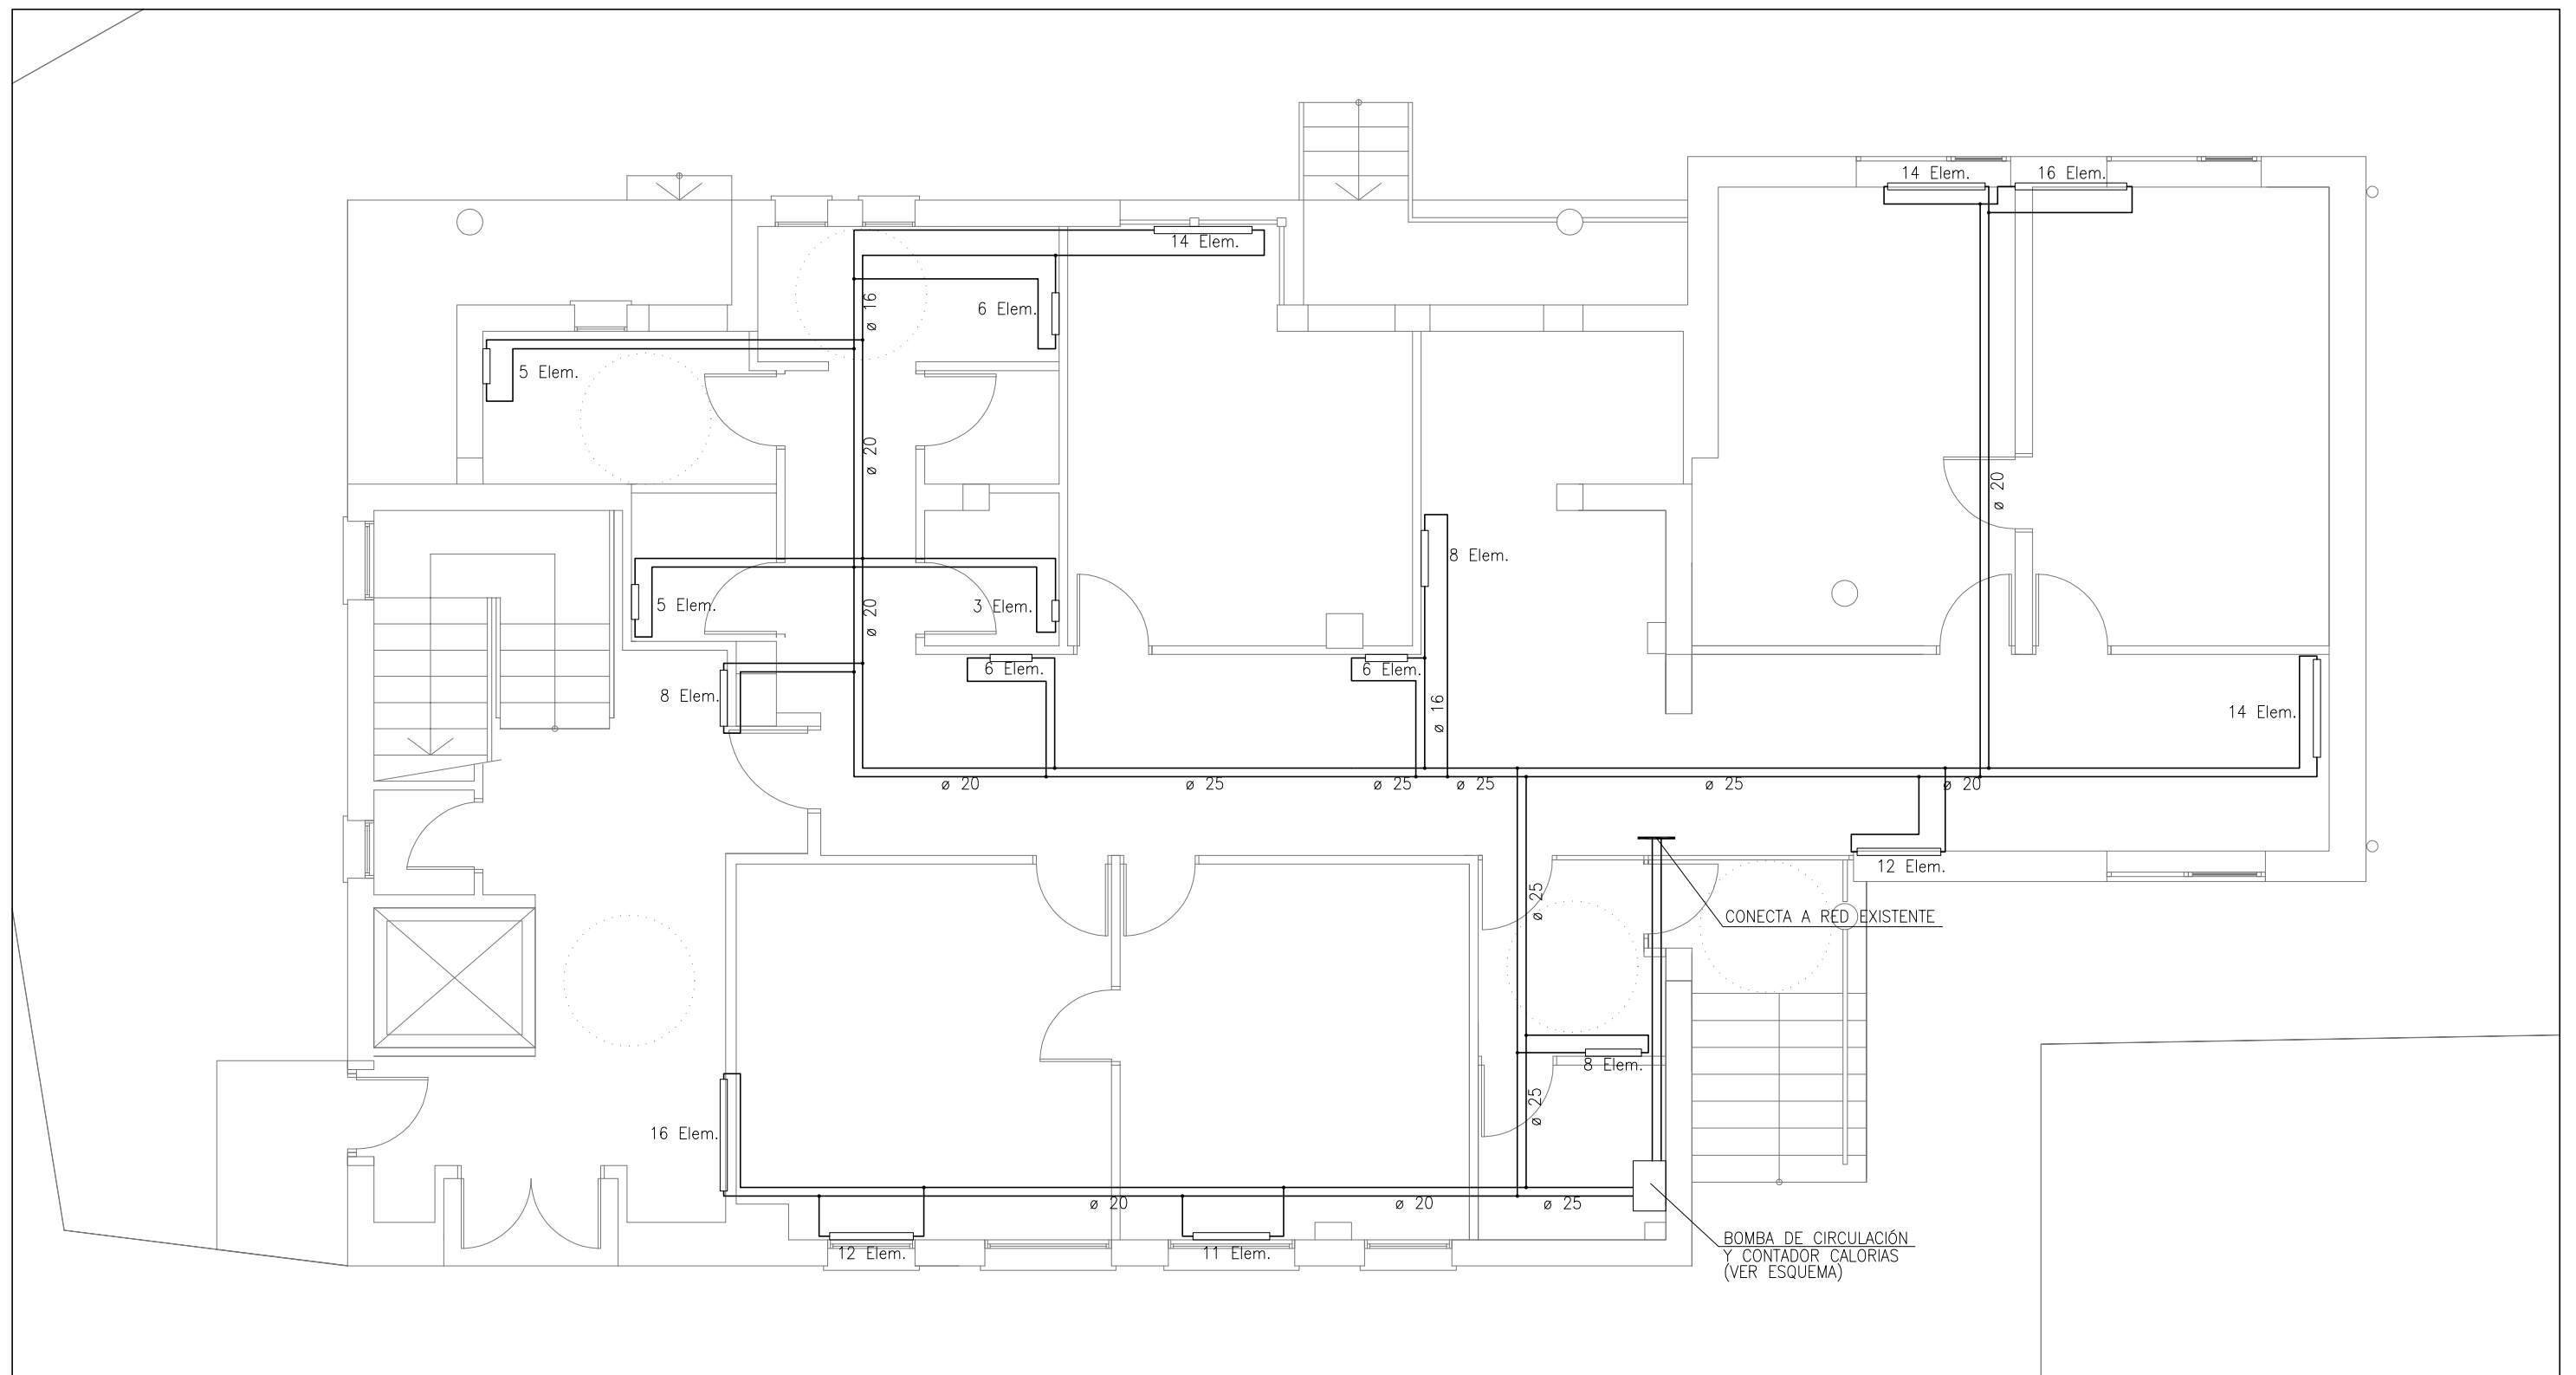 14 Elem.
16 Elem.
14 Elem.
6 Elem.
ø 16
5 Elem.
ø 20
ø 20
8 Elem.
5 Elem.
3 Elem.
ø 20
6 Elem.
6 Elem.
8 Elem.
ø 16
14 Elem.
ø 20
ø 25
ø 25
ø 25
ø 25
ø 20
12 Elem.
ø 25
CONECTA A RED EXISTENTE
8 Elem.
ø 25
16 Elem.
ø 20
ø 20
ø 25
12 Elem.
11 Elem.
BOMBA DE CIRCULACIÓN
Y CONTADOR CALORIAS
(VER ESQUEMA)